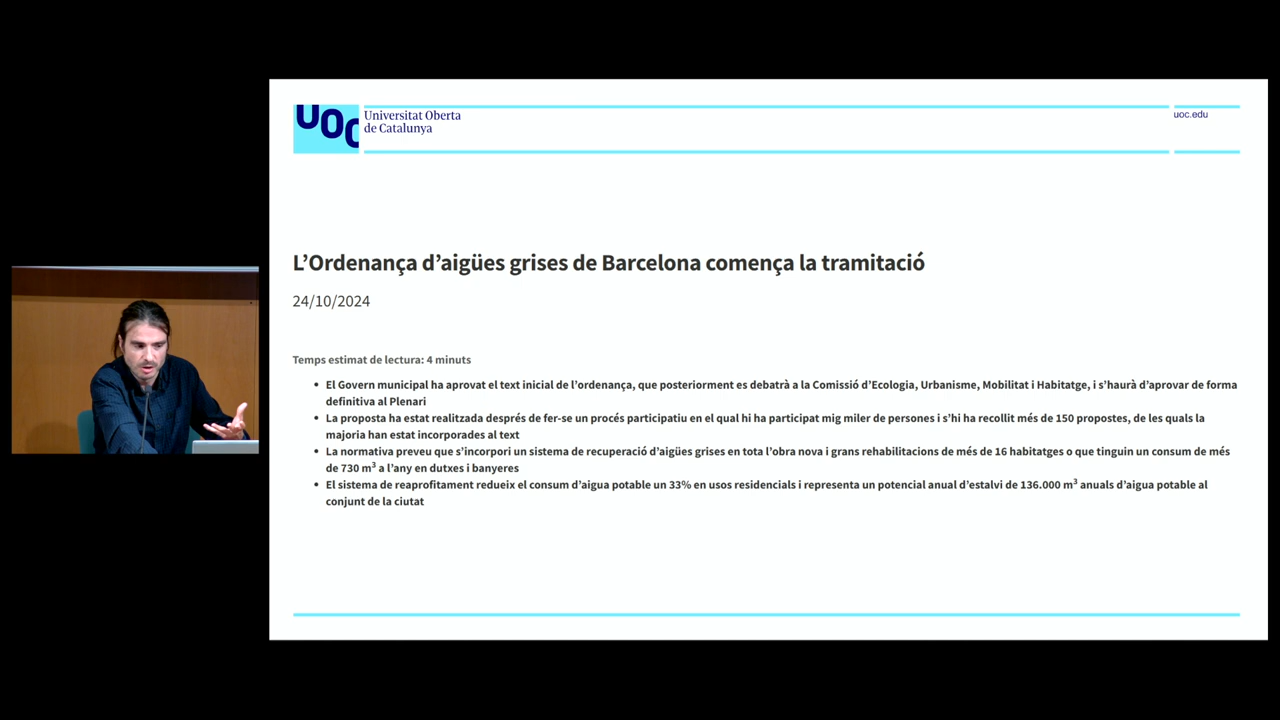 UOC
Universitat Oberta
de Catalunya
uoc.edu
L’Ordenança d’aigües grises de Barcelona comença la tramitació
24/10/2024
Temps estimat de lectura: 4 minuts
• El Govern municipal ha aprovat el text inicial de l’ordenança, que posteriorment es debatrà a la Comissió d’Ecologia, Urbanisme, Mobilitat i Habitatge, i s’haurà d’aprovar de forma
definitiva al Plenari
• La proposta ha estat realitzada després de fer-se un procés participatiu en el qual hi ha participat mig miler de persones i s’hi ha recollit més de 150 propostes, de les quals la
majoria han estat incorporades al text
• La normativa preveu que s’incorpori un sistema de recuperació d’aigües grises en tota l’obra nova i grans rehabilitacions de més de 16 habitatges o que tinguin un consum de més
de 730 m³ a l’any en dutxes i banyeres
• El sistema de reaprofitament redueix el consum d’aigua potable un 33% en usos residencials i representa un potencial anual d’estalvi de 136.000 m³ anuals d’aigua potable al
conjunt de la ciutat